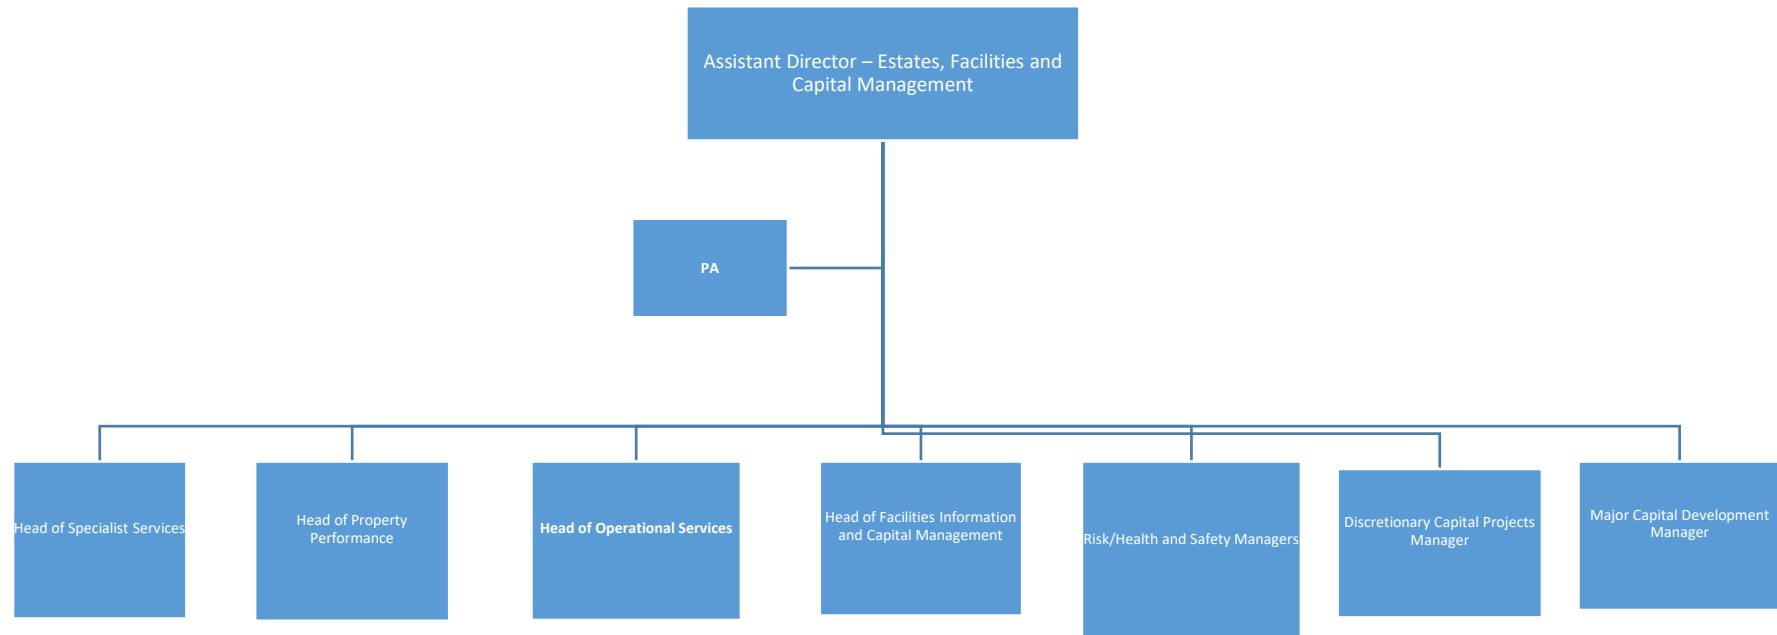 Assistant Director – Estates, Facilities and
Capital Management
PA
Head of Specialist Services
Head of Property
Performance
Head of Operational Services
Head of Facilities Information
and Capital Management
Risk/Health and Safety Managers
Discretionary Capital Projects
Manager
Major Capital Development
Manager